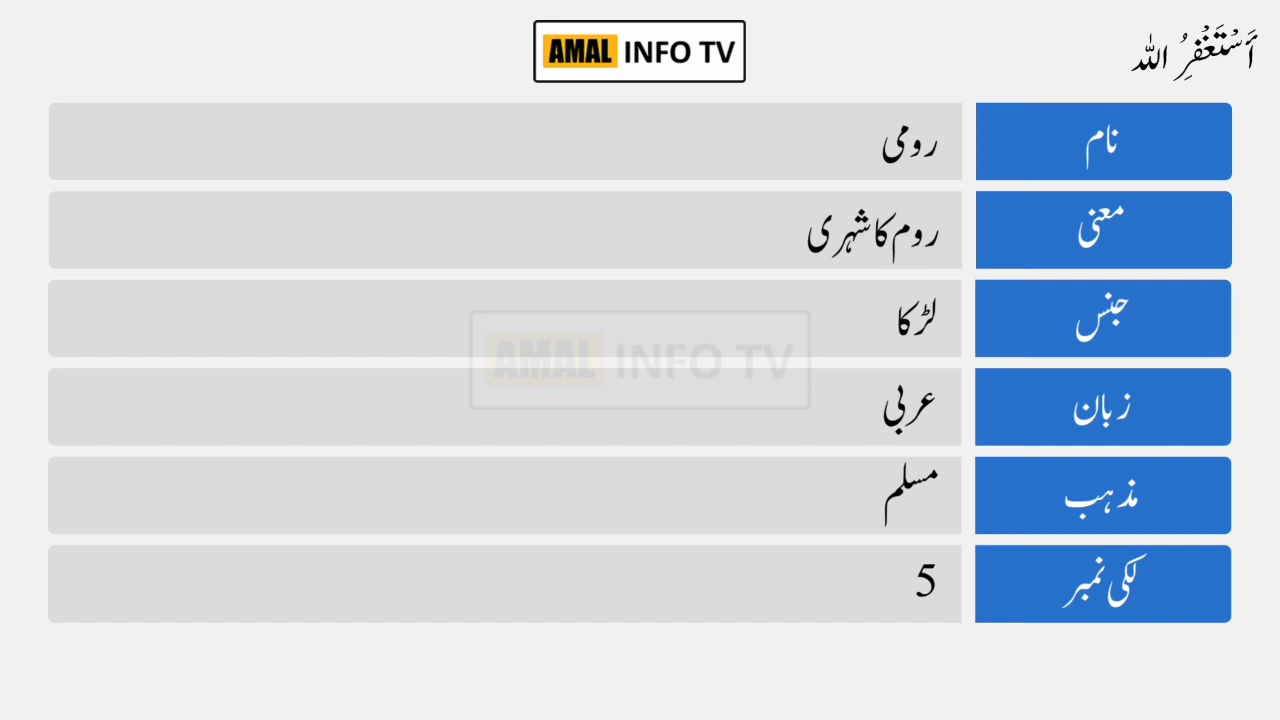 AMAL INFO TV
أَسْتَغْفِرُ اللّٰه
نام رومی
معنی روم کا شہری
جنس لڑکا
زبان عربی
مذہب مسلم
لکی نمبر 5
AMAL INFO TV